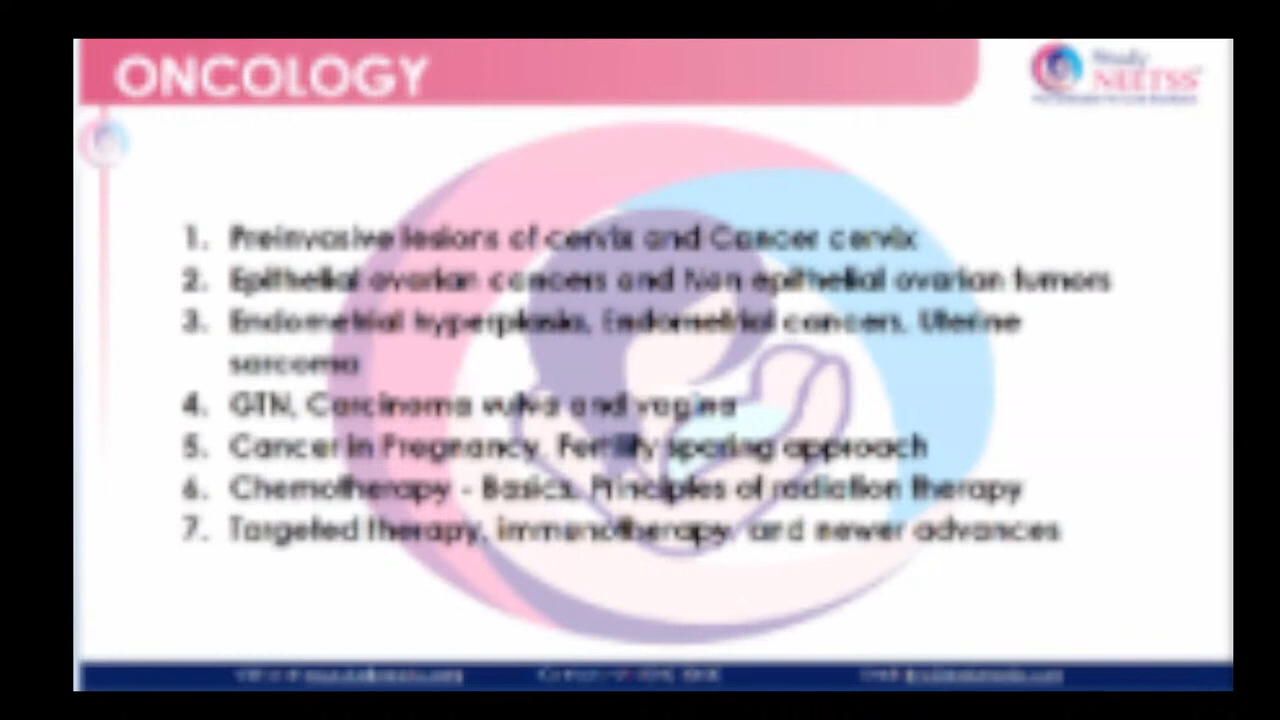 ONCOLOGY
Study
NEETSS
1. Preinvasive lesions of cervix and Cancer cervix
2. Epithelial ovarian cancers and Non epithelial ovarian tumors
3. Endometrial hyperplasia, Endometrial cancers, Uterine
sarcoma
4. GTN, Carcinoma vulva and vagina
5. Cancer in Pregnancy, Fertility sparing approach
6. Chemotherapy - Basics, Principles of radiation therapy
7. Targeted therapy, immunotherapy, and newer advances